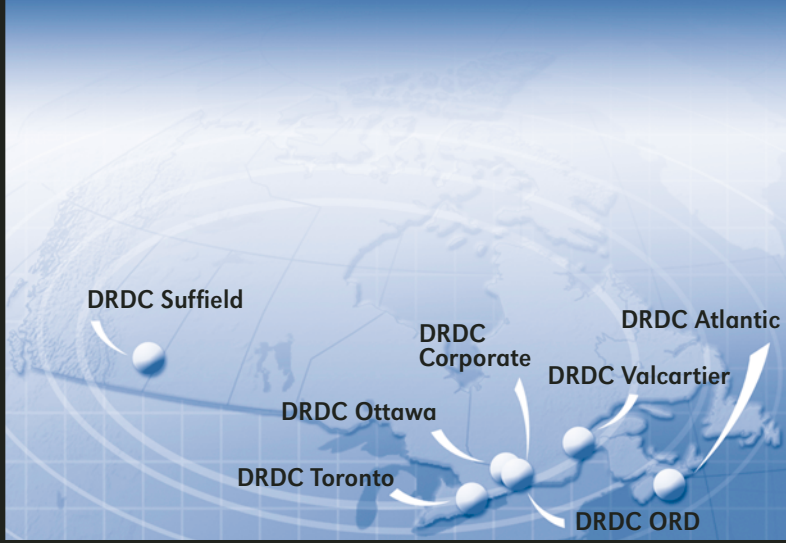 DRDC Suffield
DRDC Atlantic
DRDC
Corporate
DRDC Valcartier
DRDC Ottawa
DRDC Toronto
DRDC ORD